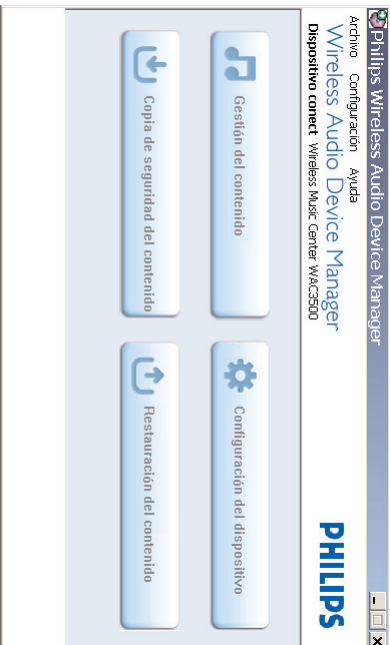 Philips Wireless Audio Device Manager
Archivo Configuración Ayuda
Wireless Audio Device Manager
PHILIPS
Dispositivo conect Wireless Music Center WAC3500
Gestión del contenido
Configuración del dispositivo
Copia de seguridad del contenido
Restauración del contenido